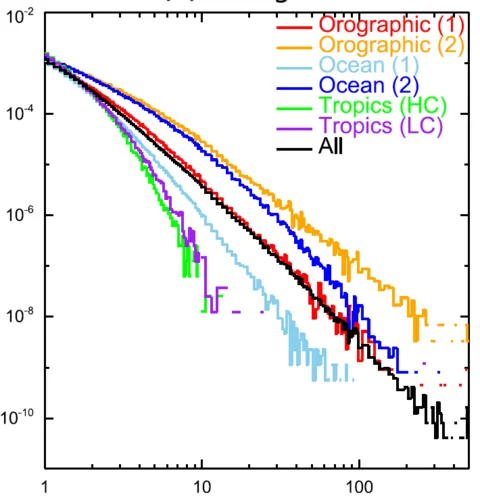 10-2
Orographic (1)
Orographic (2)
Ocean (1)
Ocean (2)
Tropics (HC)
Tropics (LC)
All
10-4
10-6
10-8
10-10
1
10
100